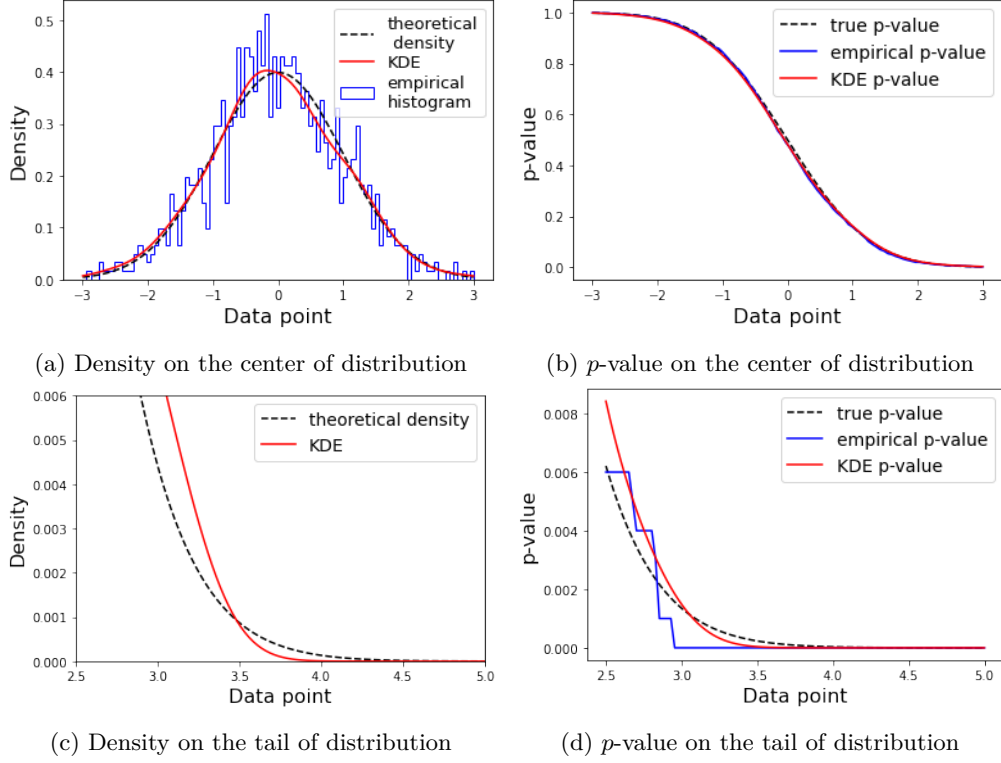 theoretical
density
KDE
empirical
histogram
Density
0.5
0.4
0.3
0.2
0.1
0.0
−3 −2 −1 0 1 2 3
Data point
(a) Density on the center of distribution
true p-value
empirical p-value
KDE p-value
p-value
1.0
0.8
0.6
0.4
0.2
0.0
−3 −2 −1 0 1 2 3
Data point
(b) p-value on the center of distribution
theoretical density
KDE
Density
0.006
0.005
0.004
0.003
0.002
0.001
0.000
2.5 3.0 3.5 4.0 4.5 5.0
Data point
(c) Density on the tail of distribution
true p-value
empirical p-value
KDE p-value
p-value
0.008
0.006
0.004
0.002
0.000
2.5 3.0 3.5 4.0 4.5 5.0
Data point
(d) p-value on the tail of distribution